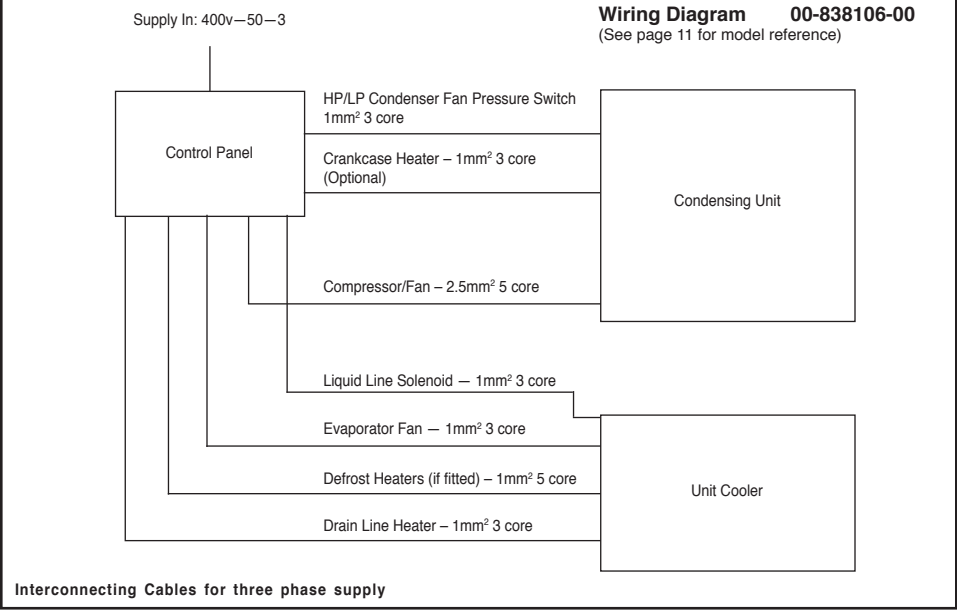 Supply In: 400v—50—3
Wiring Diagram 00-838106-00
(See page 11 for model reference)
HP/LP Condenser Fan Pressure Switch
1mm² 3 core
Control Panel
Crankcase Heater – 1mm² 3 core
(Optional)
Condensing Unit
Compressor/Fan – 2.5mm² 5 core
Liquid Line Solenoid — 1mm² 3 core
Evaporator Fan — 1mm² 3 core
Defrost Heaters (if fitted) – 1mm² 5 core
Unit Cooler
Drain Line Heater – 1mm² 3 core
Interconnecting Cables for three phase supply